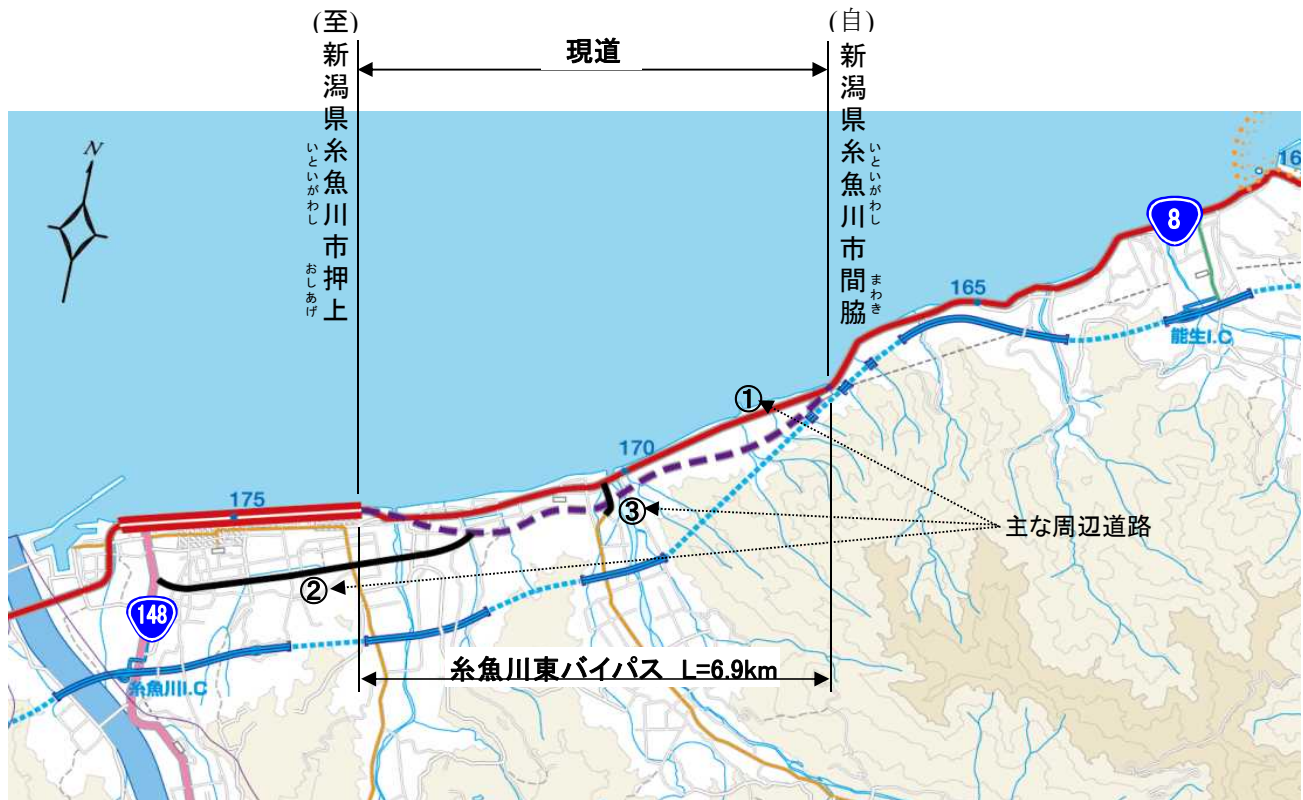 (至)
新潟県糸魚川市押上
いといがわし
おしあげ
現道
(自)
新潟県糸魚川市間脇
いといがわし
まわき
N
16
8
165
能生I.C
①
170
175
③
主な周辺道路
②
148
糸魚川東バイパス L=6.9km
糸魚川I.C